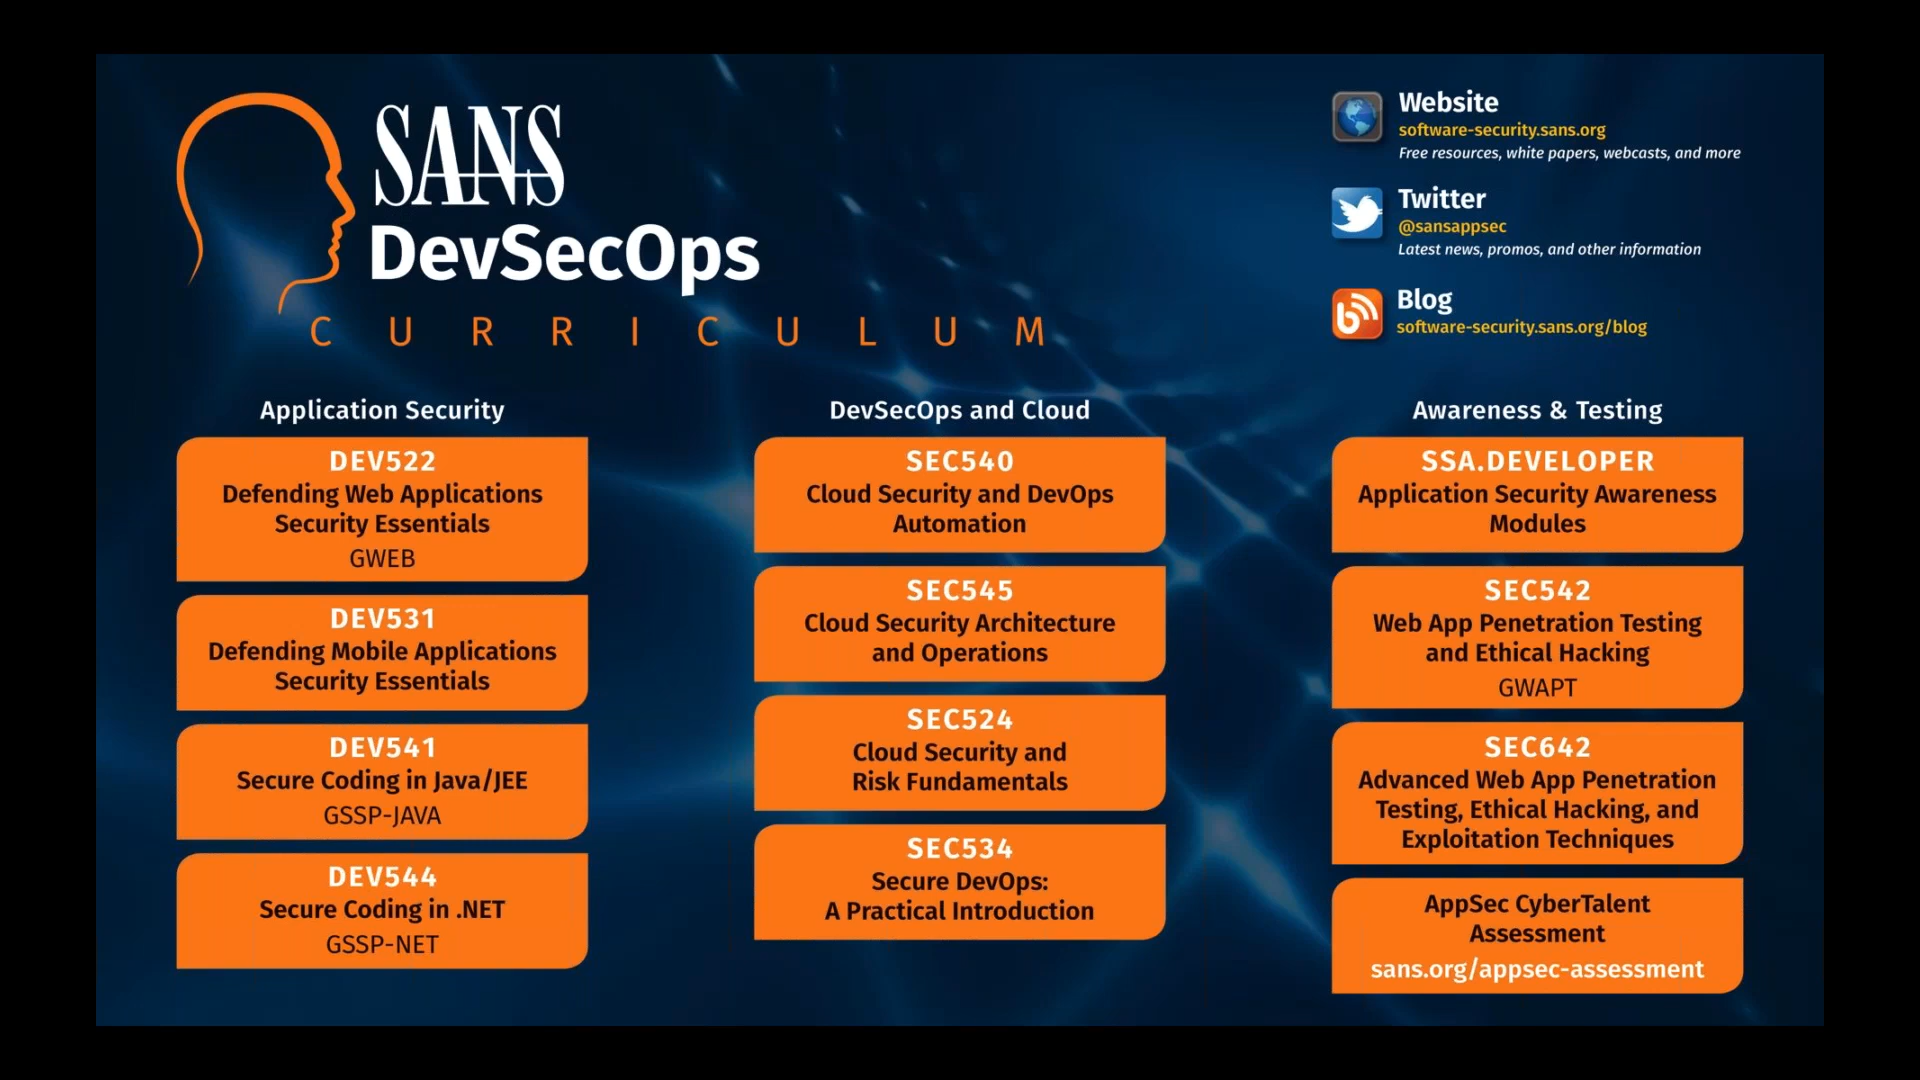 SANS
DevSecOps
CURRICULUM
Website
software-security.sans.org
Free resources, white papers, webcasts, and more
Twitter
@sansappsec
Latest news, promos, and other information
Blog
software-security.sans.org/blog
Application Security
DEV522
Defending Web Applications
Security Essentials
GWEB
DEV531
Defending Mobile Applications
Security Essentials
DEV541
Secure Coding in Java/JEE
GSSP-JAVA
DEV544
Secure Coding in .NET
GSSP-NET
DevSecOps and Cloud
SEC540
Cloud Security and DevOps
Automation
SEC545
Cloud Security Architecture
and Operations
SEC524
Cloud Security and
Risk Fundamentals
SEC534
Secure DevOps:
A Practical Introduction
Awareness & Testing
SSA.DEVELOPER
Application Security Awareness
Modules
SEC542
Web App Penetration Testing
and Ethical Hacking
GWAPT
SEC642
Advanced Web App Penetration
Testing, Ethical Hacking, and
Exploitation Techniques
AppSec CyberTalent
Assessment
sans.org/appsec-assessment